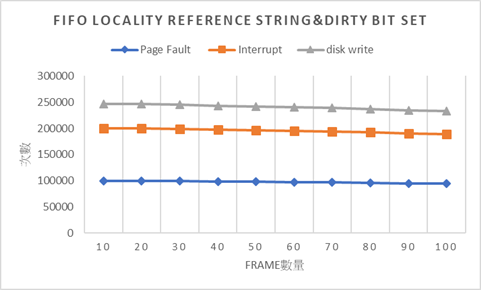 FIFO LOCALITY REFERENCE STRING&DIRTY BIT SET
Page Fault
Interrupt
disk write
300000
250000
200000
150000
100000
50000
0
次數
10 20 30 40 50 60 70 80 90 100
FRAME數量